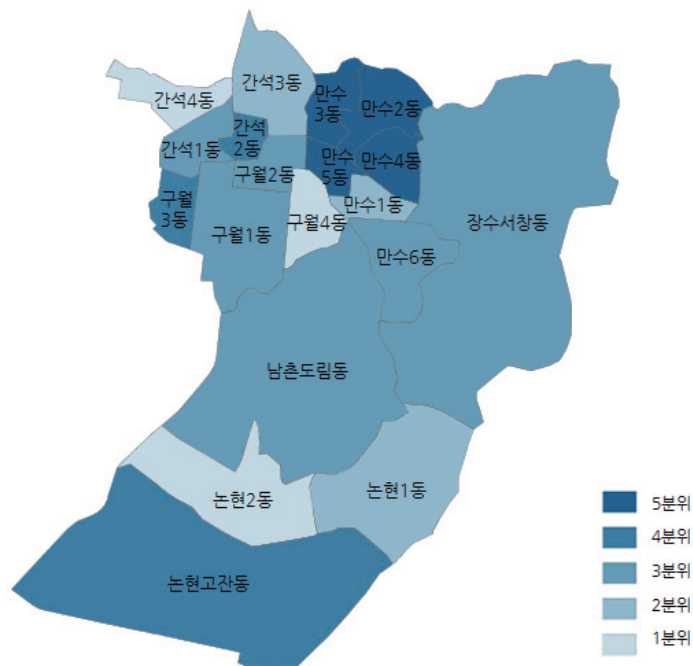 간석3동
간석4동
만수
3동
만수2동
간석
2동
간석1동
만수
5동
만수4동
구월2동
구월
3동
만수1동
구월4동
장수서창동
구월1동
만수6동
남촌도림동
논현2동
논현1동
논현고잔동
5분위
4분위
3분위
2분위
1분위